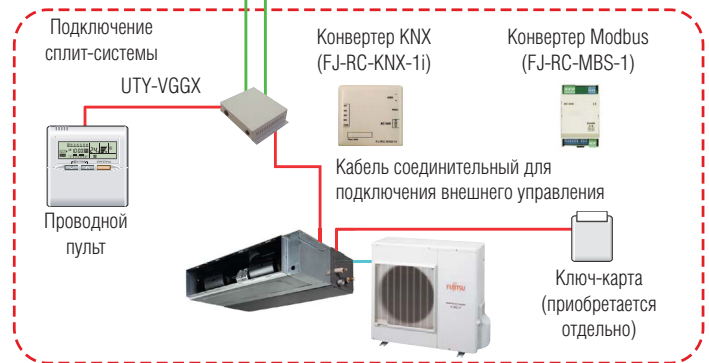 Подключение
сплит-системы
UTY-VGGX
Конвертер KNX
(FJ-RC-KNX-1i)
Конвертер Modbus
(FJ-RC-MBS-1)
Проводной
пульт
Кабель соединительный для
подключения внешнего управления
FUJITSU
Ключ-карта
(приобретается
отдельно)